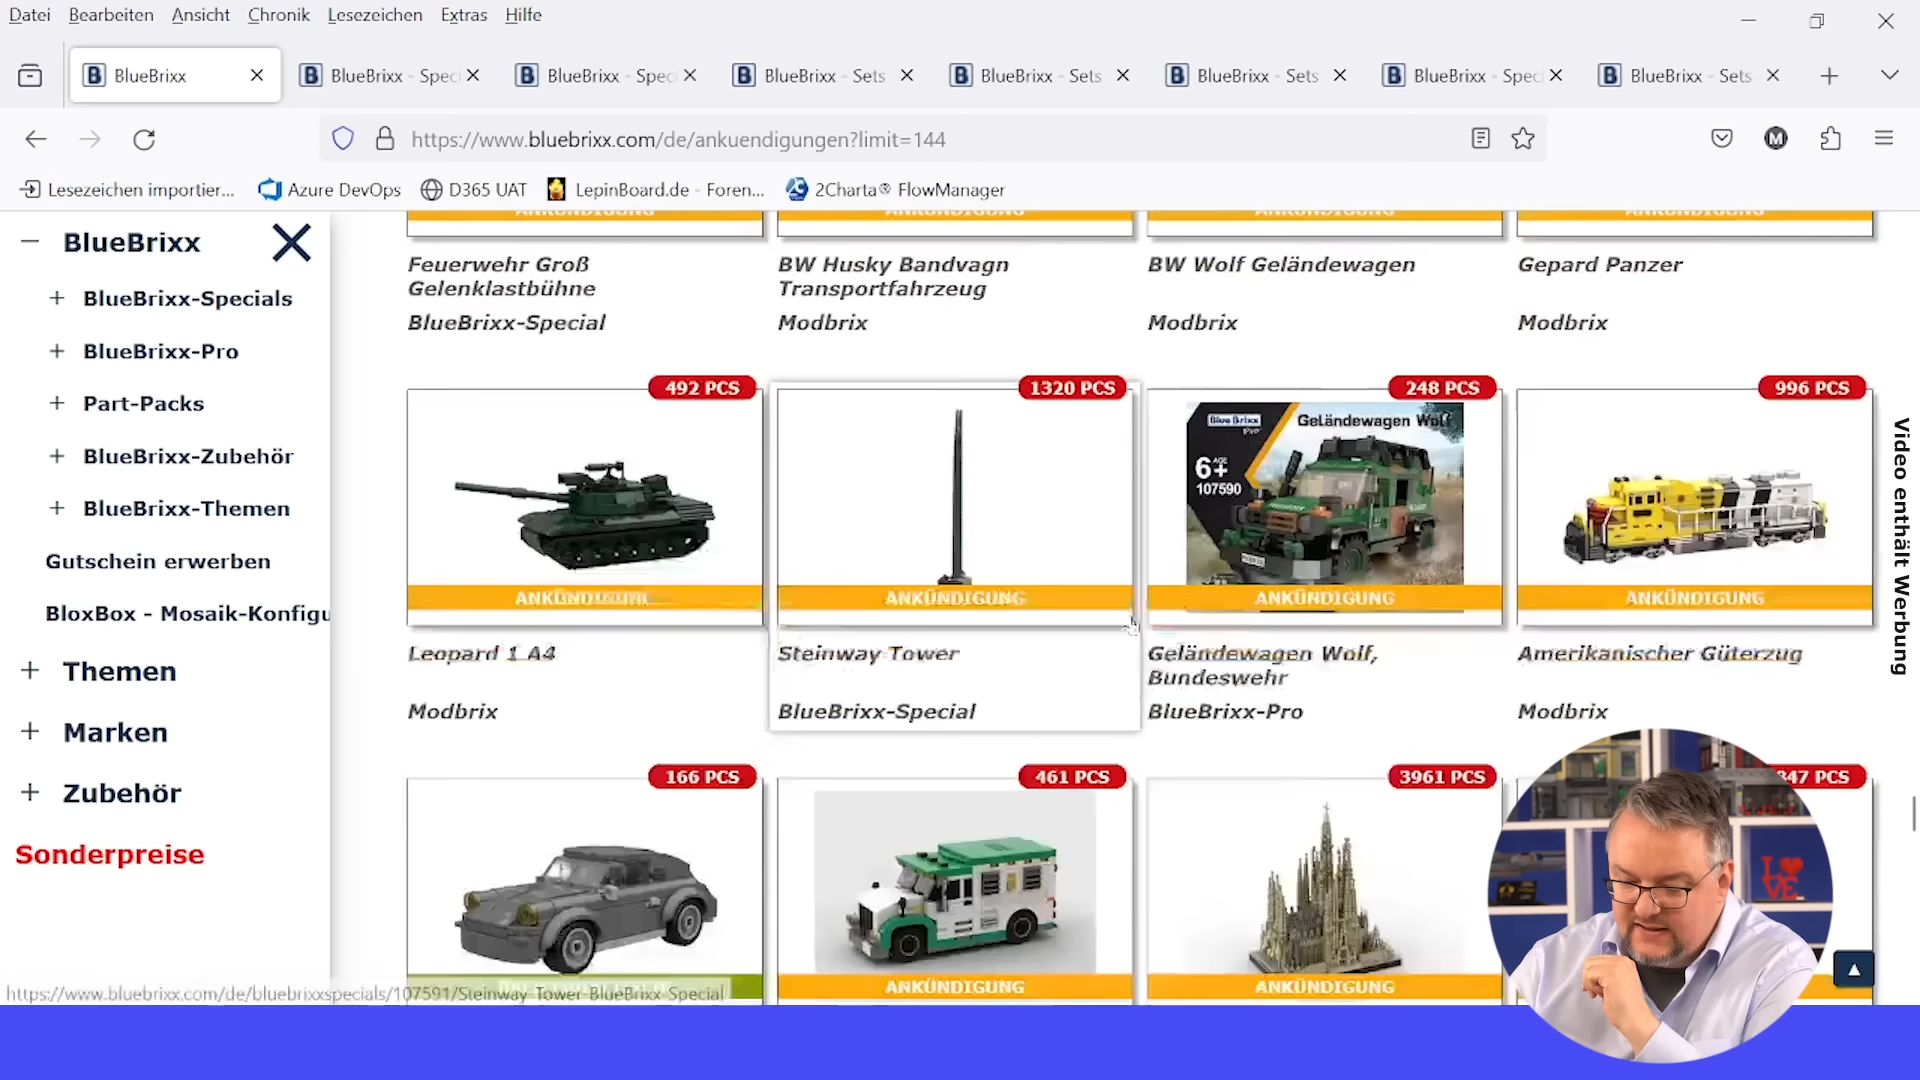 Datei Bearbeiten Ansicht Chronik Lesezeichen Extras Hilfe
BlueBrixx
BlueBrixx - Speci
BlueBrixx - Speci
BlueBrixx - Sets
BlueBrixx - Sets
BlueBrixx - Sets
BlueBrixx - Speci
BlueBrixx - Sets
https://www.bluebrixx.com/de/ankuendigungen?limit=144
Lesezeichen importier...
Azure DevOps
D365 UAT
LepinBoard.de - Foren...
2Charta® FlowManager
BlueBrixx
BlueBrixx-Specials
BlueBrixx-Pro
Part-Packs
BlueBrixx-Zubehör
BlueBrixx-Themen
Gutschein erwerben
BloxBox - Mosaik-Konfigu
Themen
Marken
Zubehör
Sonderpreise
ANKÜNDIGUNG
ANKÜNDIGUNG
ANKÜNDIGUNG
ANKÜNDIGUNG
Feuerwehr Groß
Gelenklastbühne
BlueBrixx-Special
BW Husky Bandvagn
Transportfahrzeug
Modbrix
BW Wolf Geländewagen
Modbrix
Gepard Panzer
Modbrix
492 PCS
ANKÜNDIGUNG
Leopard 1 A4
Modbrix
1320 PCS
ANKÜNDIGUNG
Steinway Tower
BlueBrixx-Special
248 PCS
Blue Brixx
Geländewagen Wolf
6+
AGE
107590
ANKÜNDIGUNG
Geländewagen Wolf,
Bundeswehr
BlueBrixx-Pro
996 PCS
ANKÜNDIGUNG
Amerikanischer Güterzug
Modbrix
166 PCS
461 PCS
ANKÜNDIGUNG
3961 PCS
ANKÜNDIGUNG
347 PCS
LOVE
Video enthält Werbung
https://www.bluebrixx.com/de/bluebrixxspecials/107591/Steinway-Tower-BlueBrixx-Special